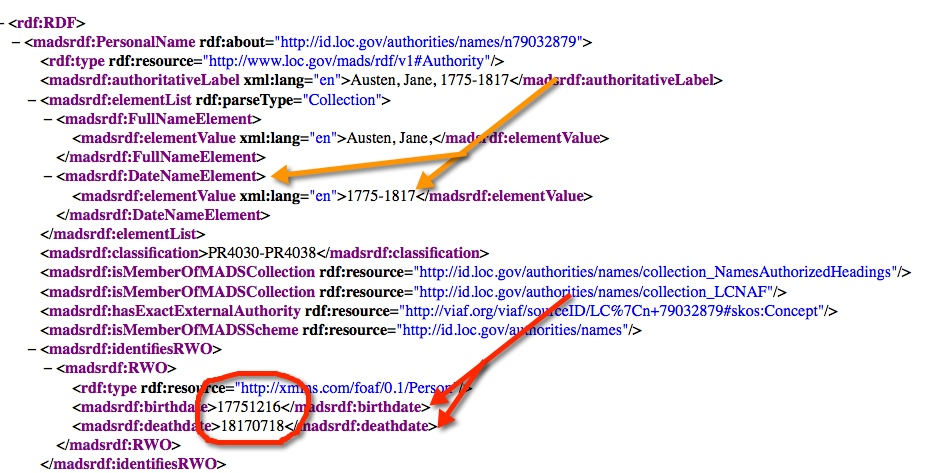 – <rdf:RDF>
– <madsrdf:PersonalName rdf:about="http://id.loc.gov/authorities/names/n79032879">
<rdf:type rdf:resource="http://www.loc.gov/mads/rdf/v1#Authority"/>
<madsrdf:authoritativeLabel xml:lang="en">Austen, Jane, 1775-1817</madsrdf:authoritativeLabel>
– <madsrdf:elementList rdf:parseType="Collection">
– <madsrdf:FullNameElement>
<madsrdf:elementValue xml:lang="en">Austen, Jane,</madsrdf:elementValue>
</madsrdf:FullNameElement>
– <madsrdf:DateNameElement>
<madsrdf:elementValue xml:lang="en">1775-1817</madsrdf:elementValue>
</madsrdf:DateNameElement>
</madsrdf:elementList>
<madsrdf:classification>PR4030-PR4038</madsrdf:classification>
<madsrdf:isMemberOfMADSCollection rdf:resource="http://id.loc.gov/authorities/names/collection_NamesAuthorizedHeadings"/>
<madsrdf:isMemberOfMADSCollection rdf:resource="http://id.loc.gov/authorities/names/collection_LCNAF"/>
<madsrdf:hasExactExternalAuthority rdf:resource="http://viaf.org/viaf/sourceID/LC%7Cn+79032879#skos:Concept"/>
<madsrdf:isMemberOfMADSScheme rdf:resource="http://id.loc.gov/authorities/names"/>
– <madsrdf:identifiesRWO>
– <madsrdf:RWO>
<rdf:type rdf:resource="http://xmlns.com/foaf/0.1/Person"/>
<madsrdf:birthdate>17751216</madsrdf:birthdate>
<madsrdf:deathdate>18170718</madsrdf:deathdate>
</madsrdf:RWO>
</madsrdf:identifiesRWO>